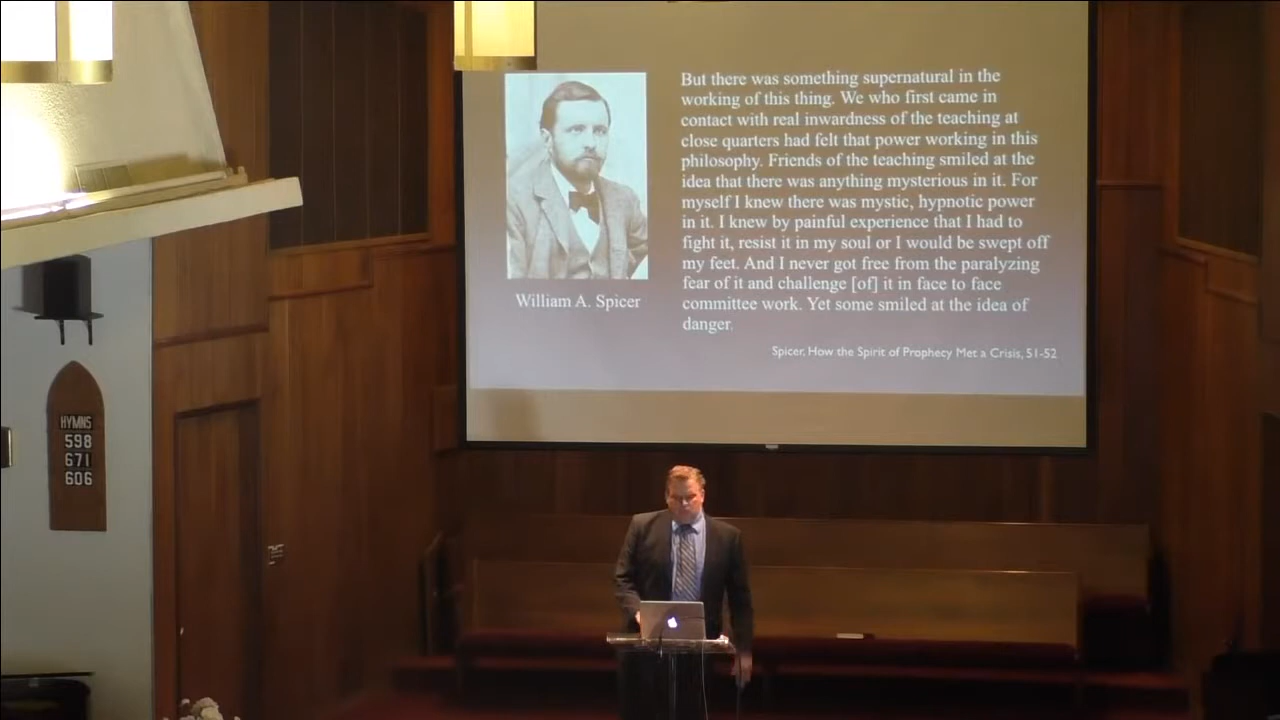 But there was something supernatural in the
working of this thing. We who first came in
contact with real inwardness of the teaching at
close quarters had felt that power working in this
philosophy. Friends of the teaching smiled at the
idea that there was anything mysterious in it. For
myself I knew there was mystic, hypnotic power
in it. I knew by painful experience that I had to
fight it, resist it in my soul or I would be swept off
my feet. And I never got free from the paralyzing
fear of it and challenge [of] it in face to face
committee work. Yet some smiled at the idea of
danger.
William A. Spicer
Spicer, How the Spirit of Prophecy Met a Crisis, 51-52
HYMNS
598
671
606